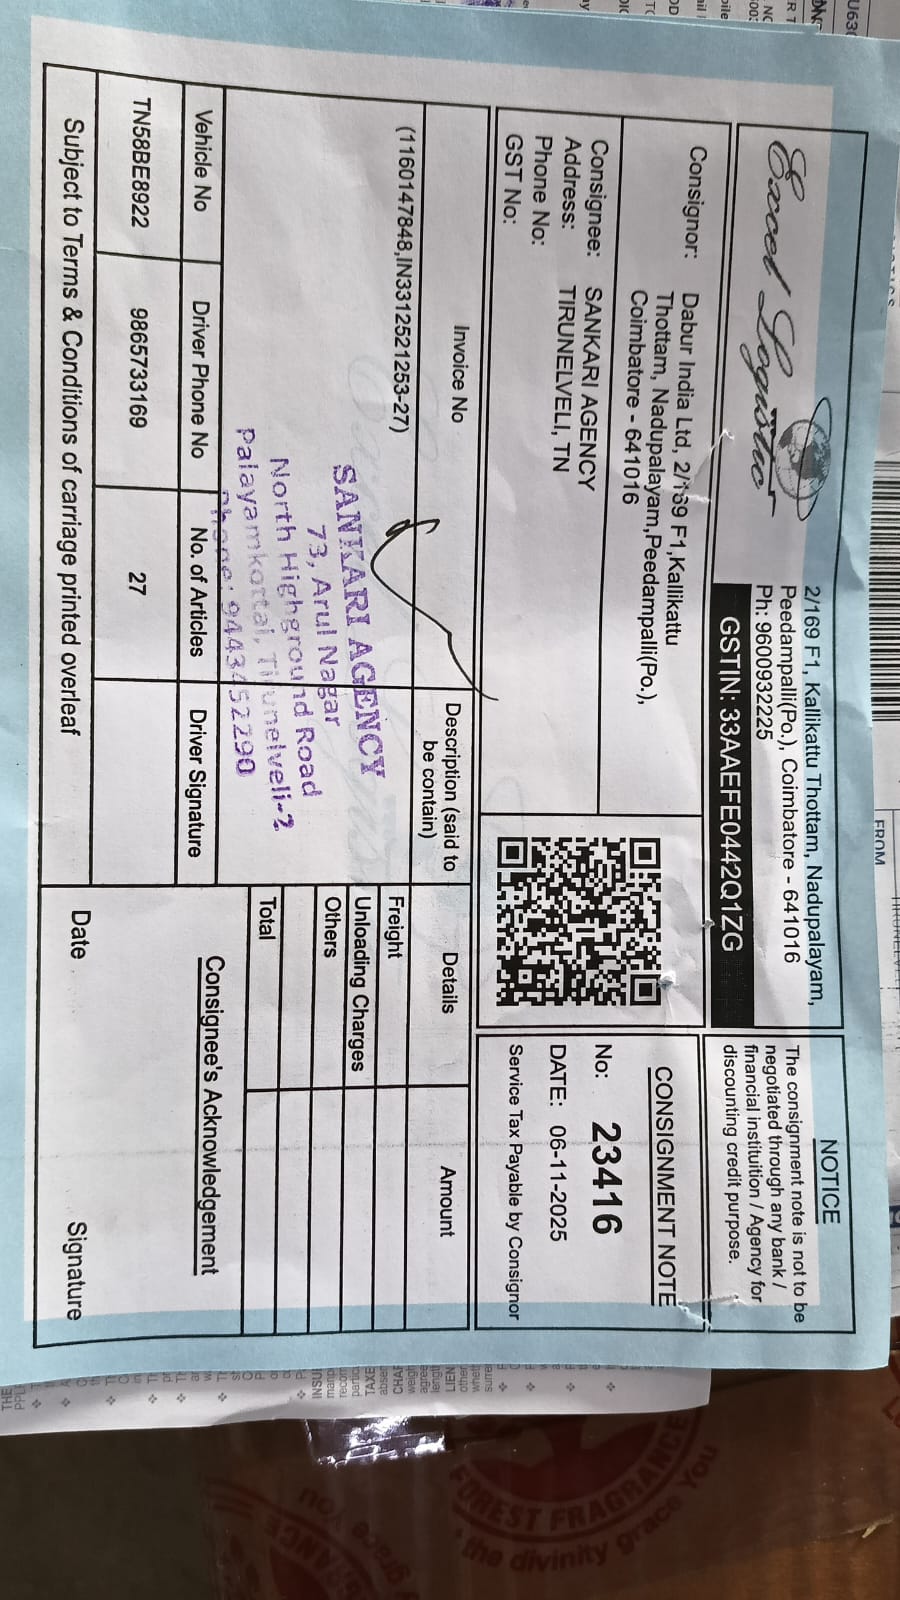 Excel Logistic
2/169 F1, Kallikattu Thottam, Nadupalayam,
Peedampalli(Po.), Coimbatore - 641016
Ph: 9600932225
GSTIN: 33AAEFE0442Q1ZG
NOTICE
The consignment note is not to be
negotiated through any bank /
financial instituition / Agency for
discounting credit purpose.
Consignor: Dabur India Ltd, 2/169 F1,Kallikattu
Thottam, Nadupalayam,Peedampalli(Po.),
Coimbatore - 641016
Consignee: SANKARI AGENCY
Address: TIRUNELVELI, TN
Phone No:
GST No:
CONSIGNMENT NOTE
No: 23416
DATE: 06-11-2025
Service Tax Payable by Consignor
Invoice No
Description (said to
be contain)
Details
Amount
(1160147848,IN3312521253-27)
Freight
Unloading Charges
Others
Total
SANKARI AGENCY
73, Arul Nagar
North Highground Road
Palayamkottai, Tirunelveli-2
Phone: 9443452290
Vehicle No
Driver Phone No
No. of Articles
Driver Signature
TN58BE8922
9865733169
27
Consignee's Acknowledgement
Subject to Terms & Conditions of carriage printed overleaf
Date
Signature
FROM
FOREST FRAGRANCE
the divinity grace you